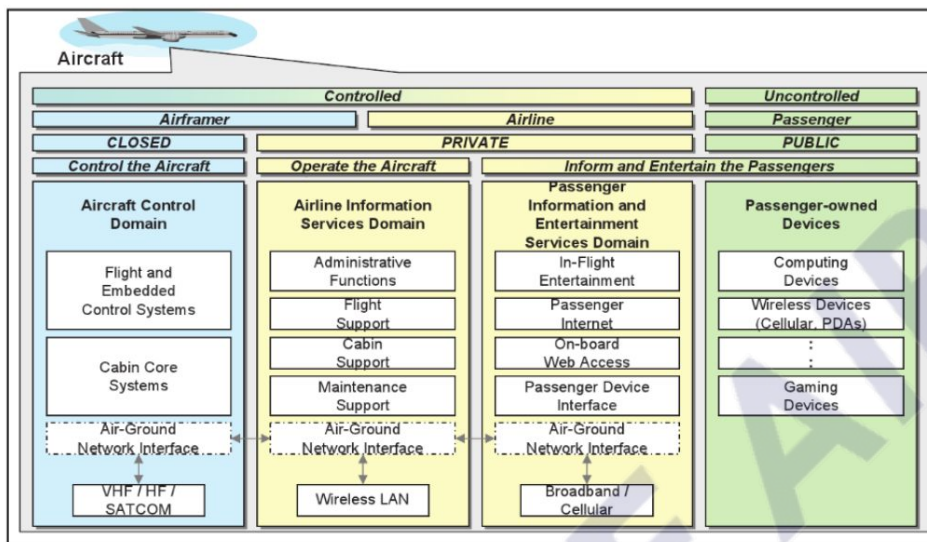 Aircraft
Controlled
Uncontrolled
Airframer
Airline
Passenger
CLOSED
PRIVATE
PUBLIC
Control the Aircraft
Operate the Aircraft
Inform and Entertain the Passengers
Aircraft Control
Domain
Flight and
Embedded
Control Systems
Cabin Core
Systems
Air-Ground
Network Interface
VHF / HF /
SATCOM
Airline Information
Services Domain
Administrative
Functions
Flight
Support
Cabin
Support
Maintenance
Support
Air-Ground
Network Interface
Wireless LAN
Passenger
Information and
Entertainment
Services Domain
In-Flight
Entertainment
Passenger
Internet
On-board
Web Access
Passenger Device
Interface
Air-Ground
Network Interface
Broadband /
Cellular
Passenger-owned
Devices
Computing
Devices
Wireless Devices
(Cellular, PDAs)
:
:
Gaming
Devices